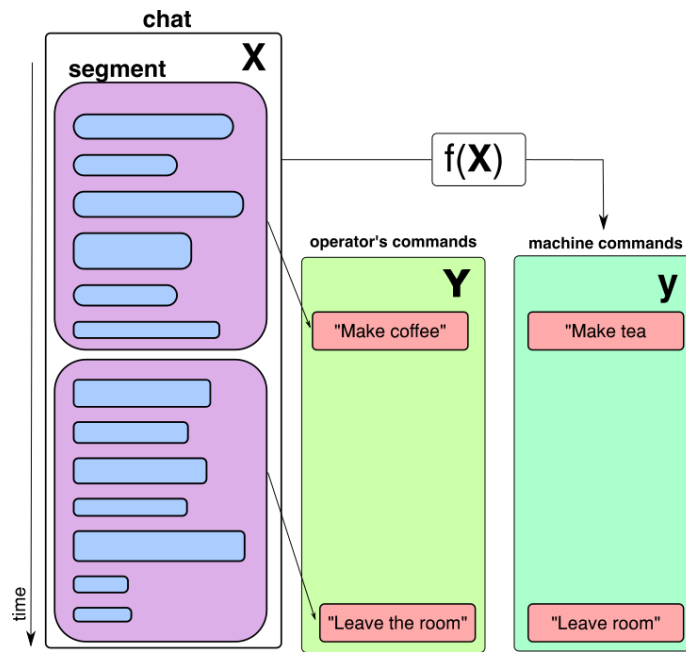 chat
X
segment
f(X)
operator's commands
machine commands
Y
y
"Make coffee"
"Make tea
"Leave the room"
"Leave room"
time